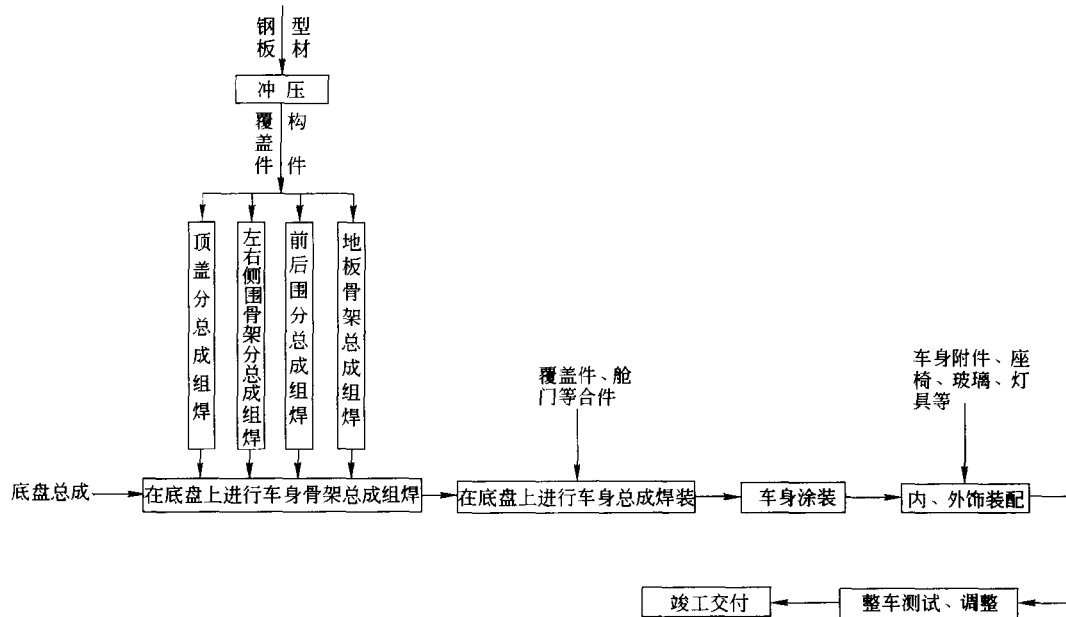 钢板 型材
冲压
覆盖件 构件
顶盖分总成组焊
左右侧围骨架分总成组焊
前后围分总成组焊
地板骨架总成组焊
覆盖件、舱
门等合件
车身附件、座
椅、玻璃、灯
具等
底盘总成
在底盘上进行车身骨架总成组焊
在底盘上进行车身总成焊装
车身涂装
内、外饰装配
竣工交付
整车测试、调整